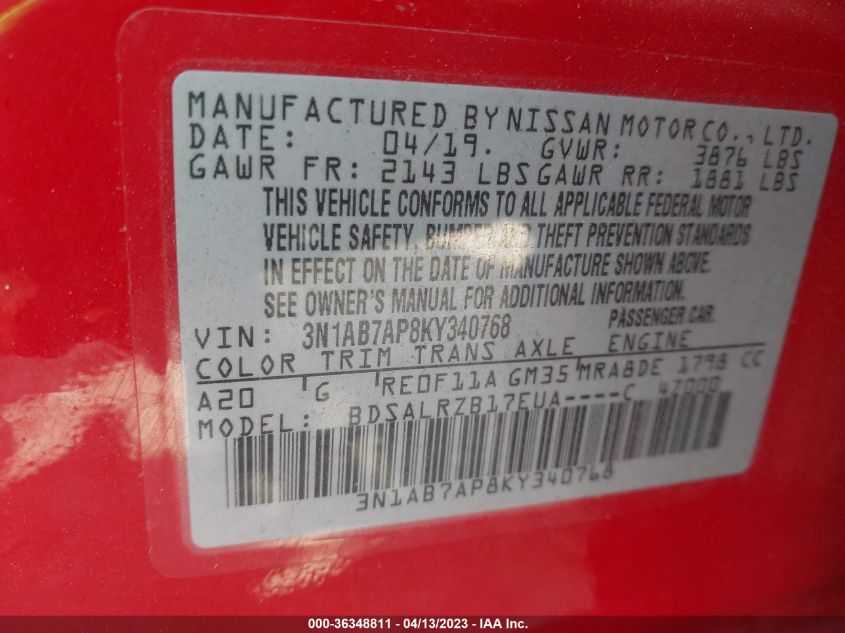 MANUFACTURED BY NISSAN MOTOR CO., LTD.
DATE: 04/19. GVWR: 3876 LBS
GAWR FR: 2143 LBS GAWR RR: 1881 LBS
THIS VEHICLE CONFORMS TO ALL APPLICABLE FEDERAL MOTOR
VEHICLE SAFETY, BUMPER AND THEFT PREVENTION STANDARDS
IN EFFECT ON THE DATE OF MANUFACTURE SHOWN ABOVE.
SEE OWNER'S MANUAL FOR ADDITIONAL INFORMATION.
VIN: 3N1AB7AP8KY340768 PASSENGER CAR.
COLOR TRIM TRANS AXLE ENGINE
A20 G RE0F11A GM35 MRA8DE 1798 CC
MODEL: BDSALRZB17EUA----C 4Z000
3N1AB7AP8KY340768
000-36348811 - 04/13/2023 - IAA Inc.